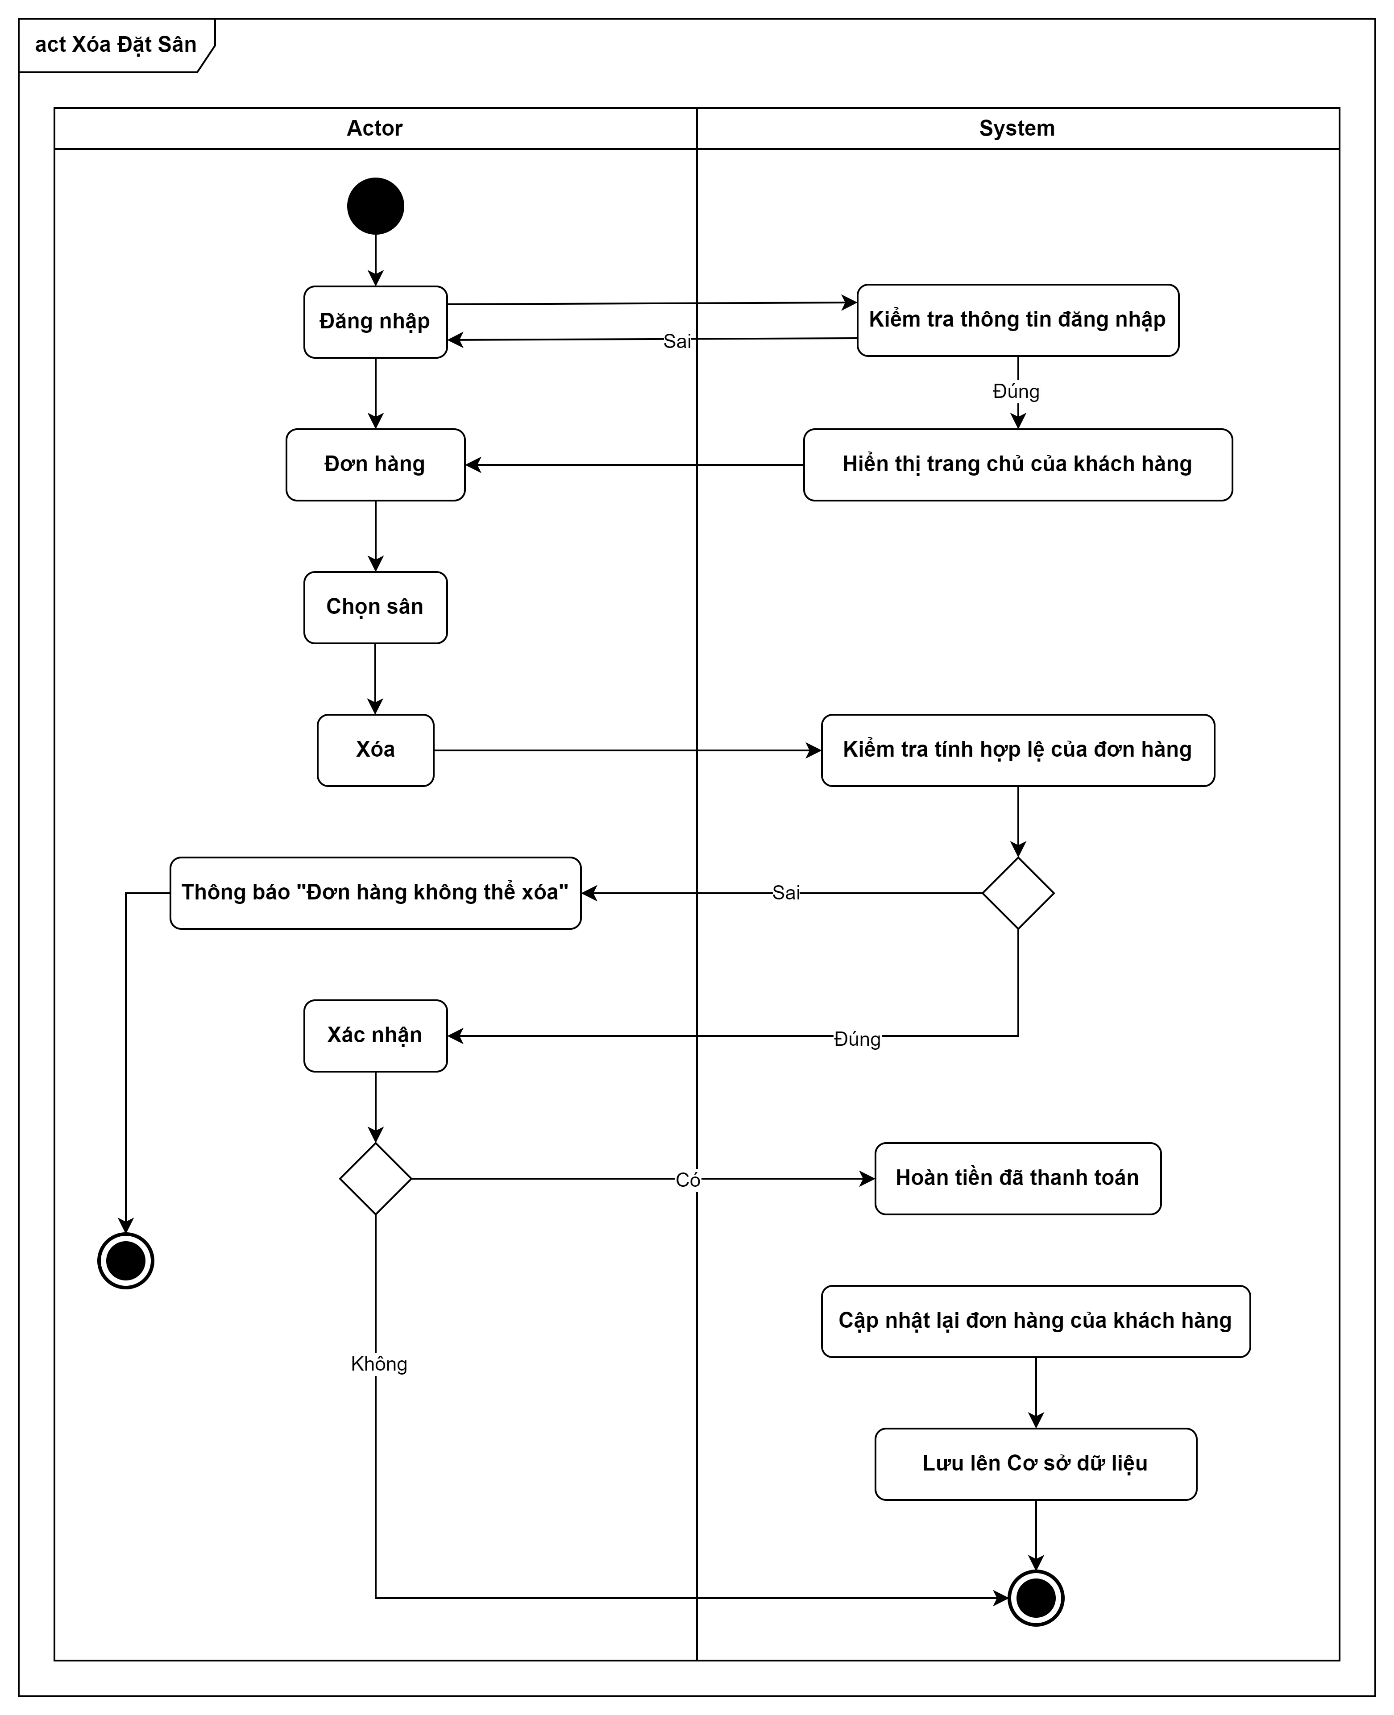 act Xóa Đặt Sân
Actor
System
Đăng nhập
Kiểm tra thông tin đăng nhập
Sai
Đúng
Đơn hàng
Hiển thị trang chủ của khách hàng
Chọn sân
Xóa
Kiểm tra tính hợp lệ của đơn hàng
Thông báo "Đơn hàng không thể xóa"
Sai
Xác nhận
Đúng
Có
Hoàn tiền đã thanh toán
Cập nhật lại đơn hàng của khách hàng
Không
Lưu lên Cơ sở dữ liệu